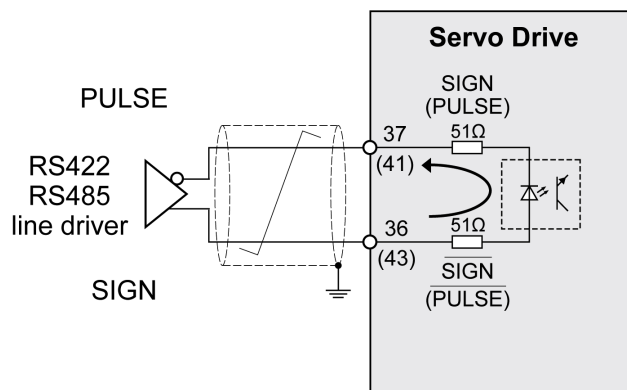 Servo Drive
PULSE
RS422
RS485
line driver
SIGN
SIGN
(PULSE)
37
(41)
51Ω
36
(43)
51Ω
SIGN
(PULSE)